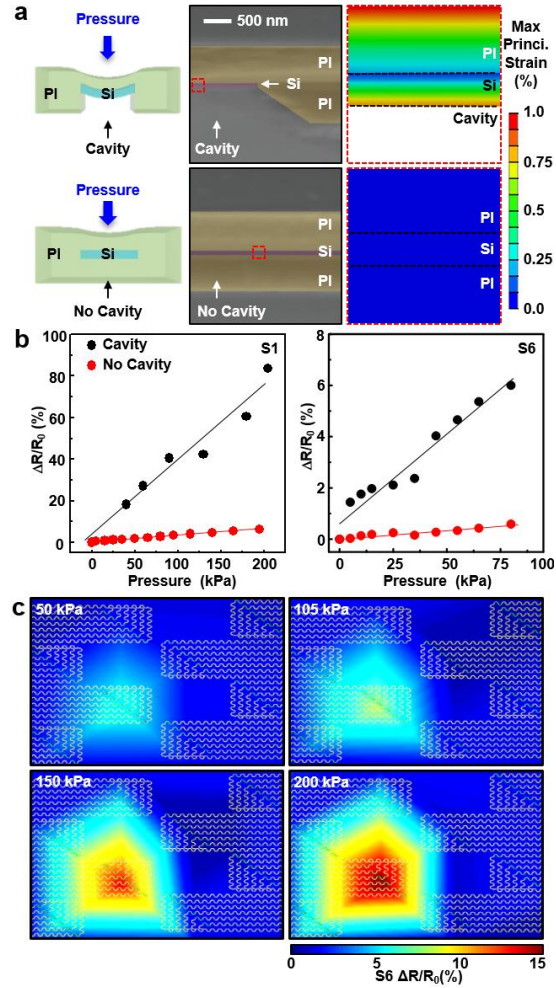 a
Pressure
PI
Si
Cavity
500 nm
PI
Si
PI
Cavity
PI
Si
Cavity
Max
Princi.
Strain
(%)
1.0
0.75
0.5
0.25
0.0
Pressure
PI
Si
No Cavity
PI
Si
PI
No Cavity
PI
Si
PI
b
100
80
60
40
20
0
ΔR/R0 (%)
Cavity
No Cavity
S1
0 50 100 150 200
Pressure (kPa)
8
6
4
2
0
ΔR/R0 (%)
S6
0 25 50 75 100
Pressure (kPa)
c
50 kPa
105 kPa
150 kPa
200 kPa
0 5 10 15
S6 ΔR/R0(%)